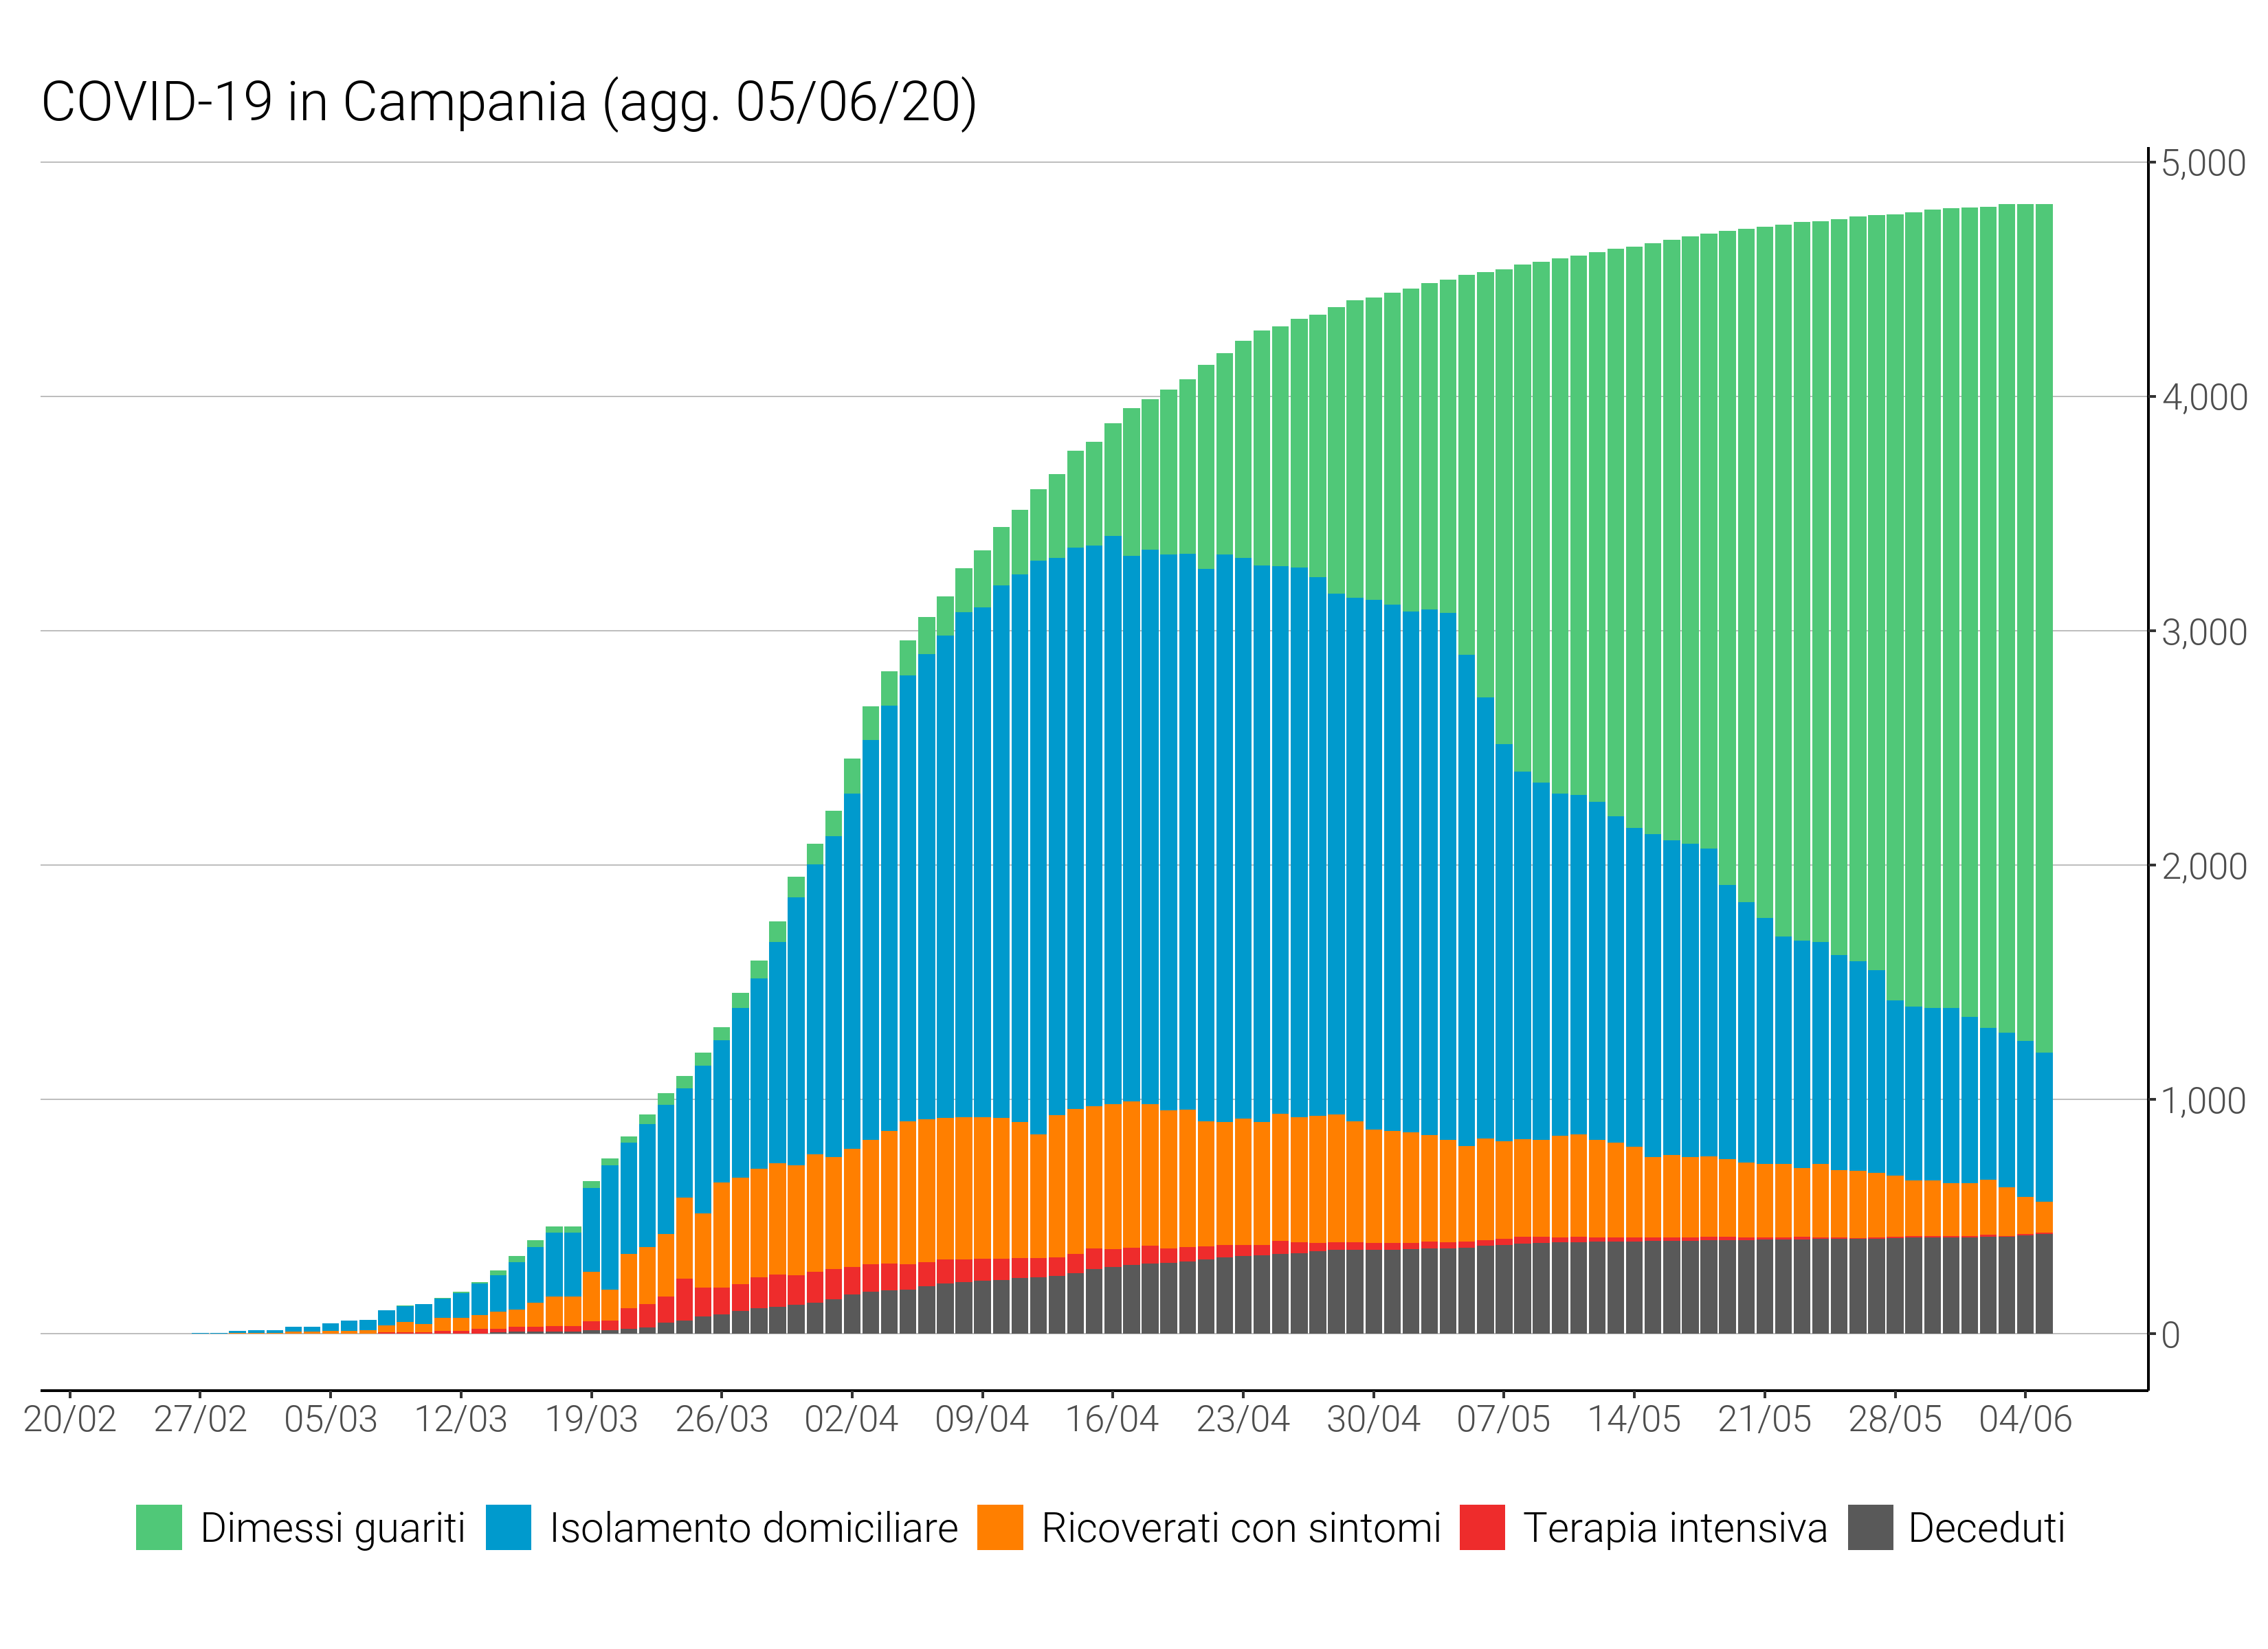 COVID-19 in Campania (agg. 05/06/20)
5,000
4,000
3,000
2,000
1,000
0
20/02 27/02 05/03 12/03 19/03 26/03 02/04 09/04 16/04 23/04 30/04 07/05 14/05 21/05 28/05 04/06
Dimessi guariti Isolamento domiciliare Ricoverati con sintomi Terapia intensiva Deceduti